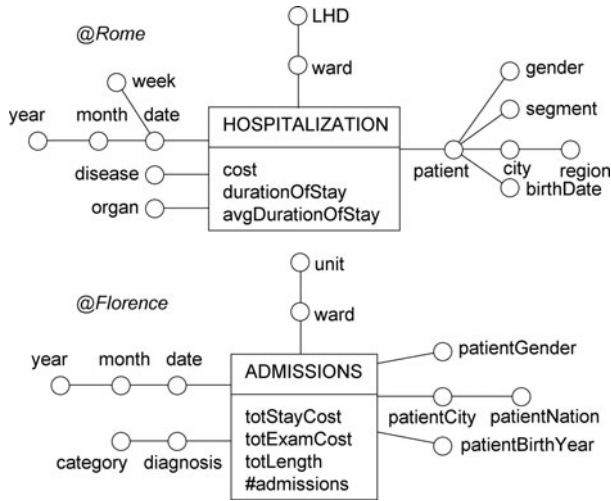 @Rome
LHD
ward
week
year month date
HOSPITALIZATION
cost
durationOfStay
avgDurationOfStay
disease
organ
gender
segment
patient city region
birthDate
@Florence
unit
ward
year month date
ADMISSIONS
totStayCost
totExamCost
totLength
#admissions
category diagnosis
patientGender
patientCity patientNation
patientBirthYear